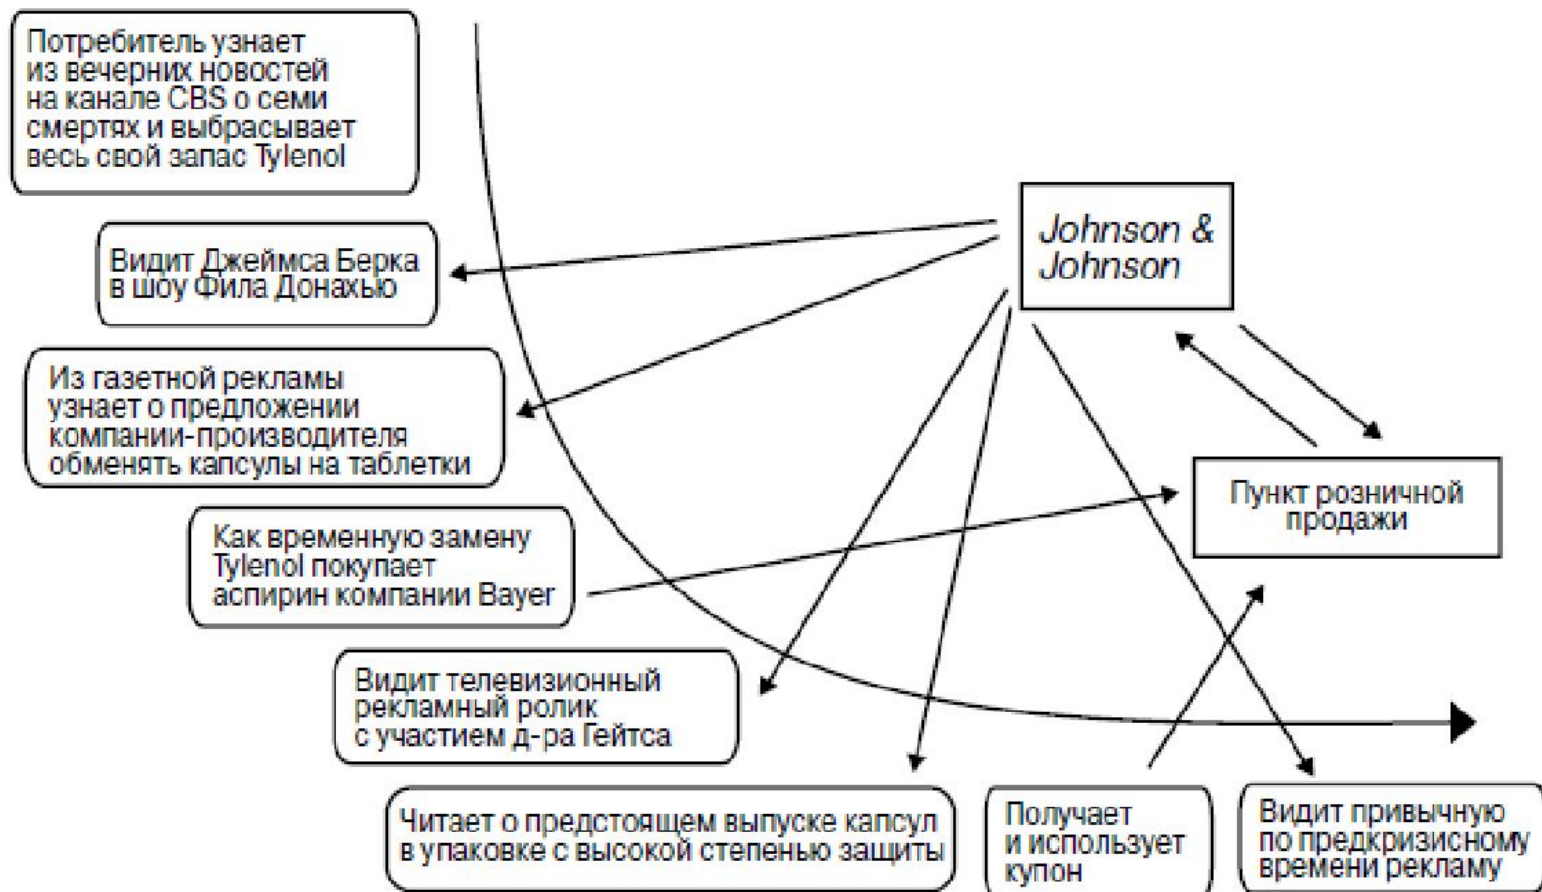 Потребитель узнает
из вечерних новостей
на канале CBS о семи
смертях и выбрасывает
весь свой запас Tylenol
Johnson &
Johnson
Видит Джеймса Берка
в шоу Фила Донахью
Из газетной рекламы
узнает о предложении
компании-производителя
обменять капсулы на таблетки
Пункт розничной
продажи
Как временную замену
Tylenol покупает
аспирин компании Bayer
Видит телевизионный
рекламный ролик
с участием д-ра Гейтса
Читает о предстоящем выпуске капсул
в упаковке с высокой степенью защиты
Получает
и использует
купон
Видит привычную
по предкризисному
времени рекламу